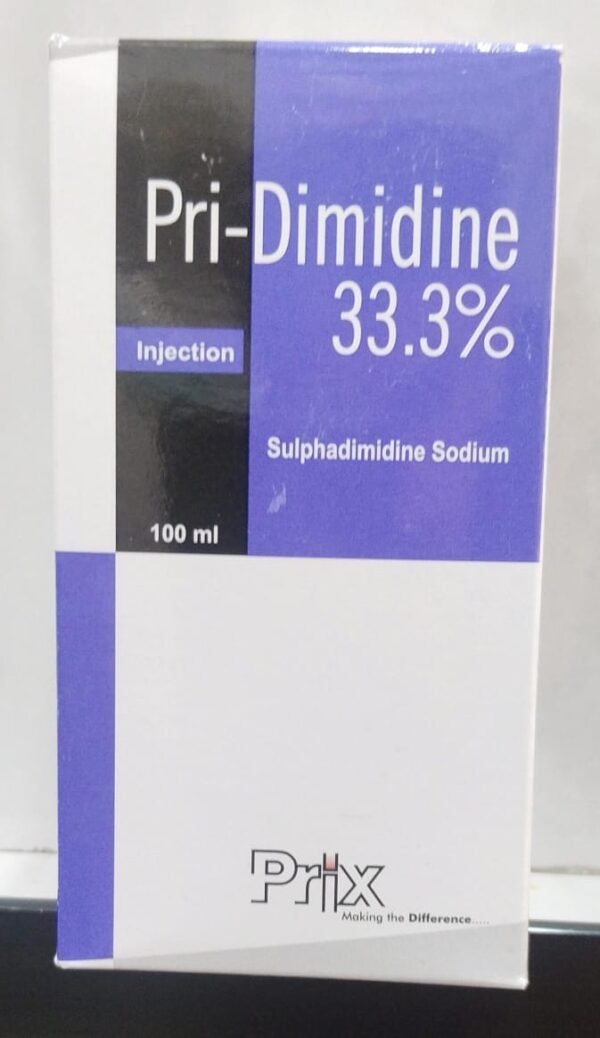 Pri-Dimidine
33.3%
Injection
Sulphadimidine Sodium
100 ml
Prix
Making the Difference.....